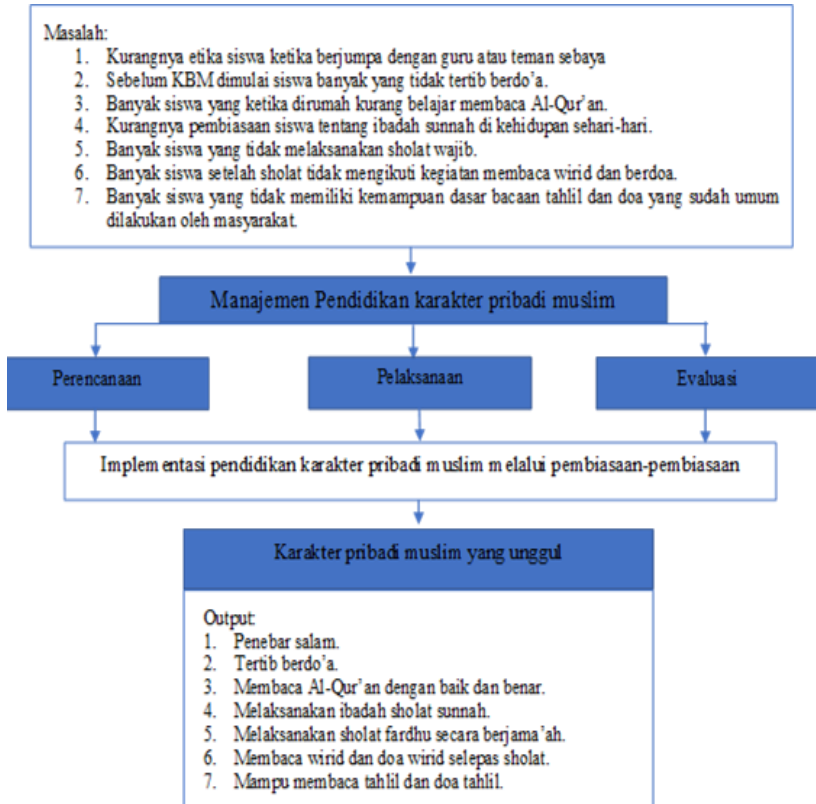 Masalah:
1. Kurangnya etika siswa ketika berjumpa dengan guru atau teman sebaya
2. Sebelum KBM dimulai siswa banyak yang tidak tertib berdo'a.
3. Banyak siswa yang ketika dirumah kurang belajar membaca Al-Qur'an.
4. Kurangnya pembiasaan siswa tentang ibadah sunnah di kehidupan sehari-hari.
5. Banyak siswa yang tidak melaksanakan sholat wajib.
6. Banyak siswa setelah sholat tidak mengikuti kegiatan membaca wirid dan berdoa.
7. Banyak siswa yang tidak memiliki kemampuan dasar bacaan tahlil dan doa yang sudah umum
dilakukan oleh masyarakat.
Manajemen Pendidikan karakter pribadi muslim
Perencanaan
Pelaksanaan
Evaluasi
Implementasi pendidikan karakter pribadi muslim melalui pembiasaan-pembiasaan
Karakter pribadi muslim yang unggul
Output:
1. Penebar salam.
2. Tertib berdo'a.
3. Membaca Al-Qur'an dengan baik dan benar.
4. Melaksanakan ibadah sholat sunnah.
5. Melaksanakan sholat fardhu secara berjama'ah.
6. Membaca wirid dan doa wirid selepas sholat.
7. Mampu membaca tahlil dan doa tahlil.